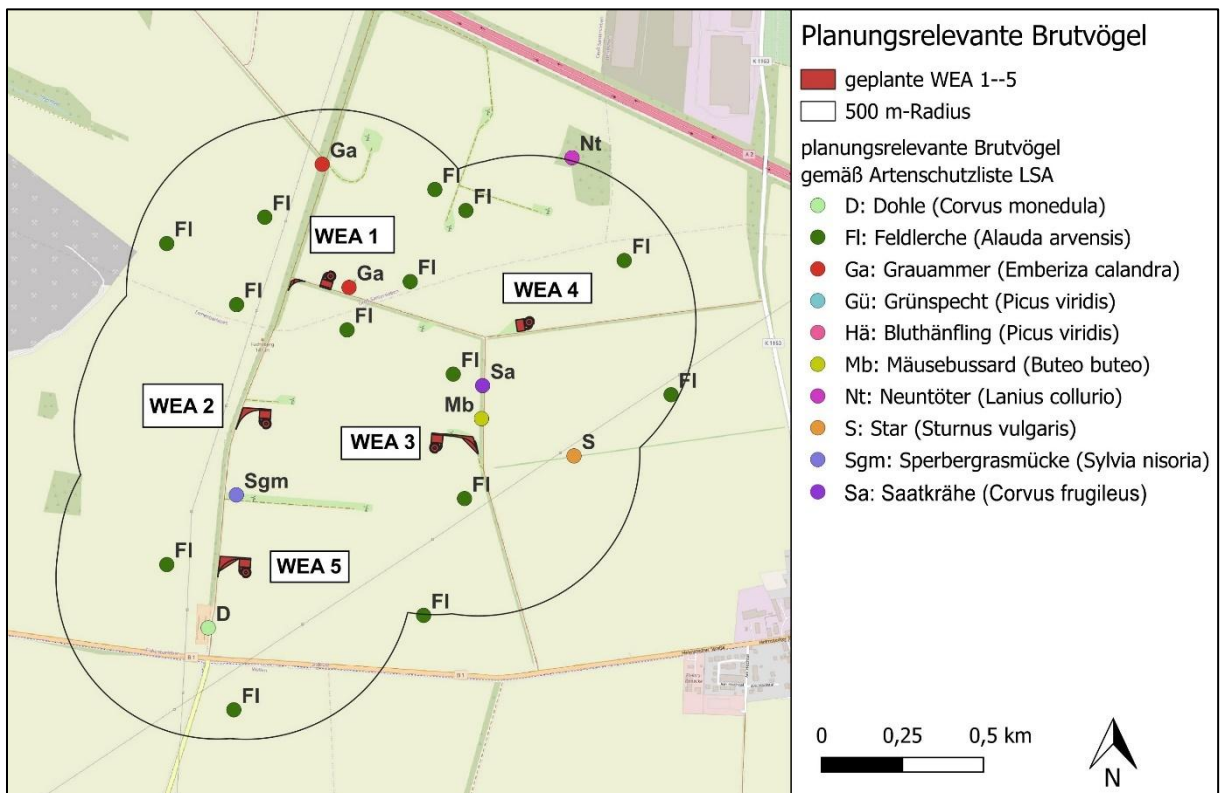 Ga
Nt
Fl
Fl
Fl
Fl
WEA 1
Fl
Ga
Fl
WEA 4
Fl
Fl
Fl
Sa
Fl
WEA 2
Mb
WEA 3
S
Sgm
Fl
Fl
WEA 5
Fl
D
Fl
A 2
K 1163
B 1
B 1
Planungsrelevante Brutvögel
geplante WEA 1--5
500 m-Radius
planungsrelevante Brutvögel
gemäß Artenschutzliste LSA
D: Dohle (Corvus monedula)
Fl: Feldlerche (Alauda arvensis)
Ga: Grauammer (Emberiza calandra)
Gü: Grünspecht (Picus viridis)
Hä: Bluthänfling (Picus viridis)
Mb: Mäusebussard (Buteo buteo)
Nt: Neuntöter (Lanius collurio)
S: Star (Sturnus vulgaris)
Sgm: Sperbergrasmücke (Sylvia nisoria)
Sa: Saatkrähe (Corvus frugileus)
0 0,25 0,5 km
N